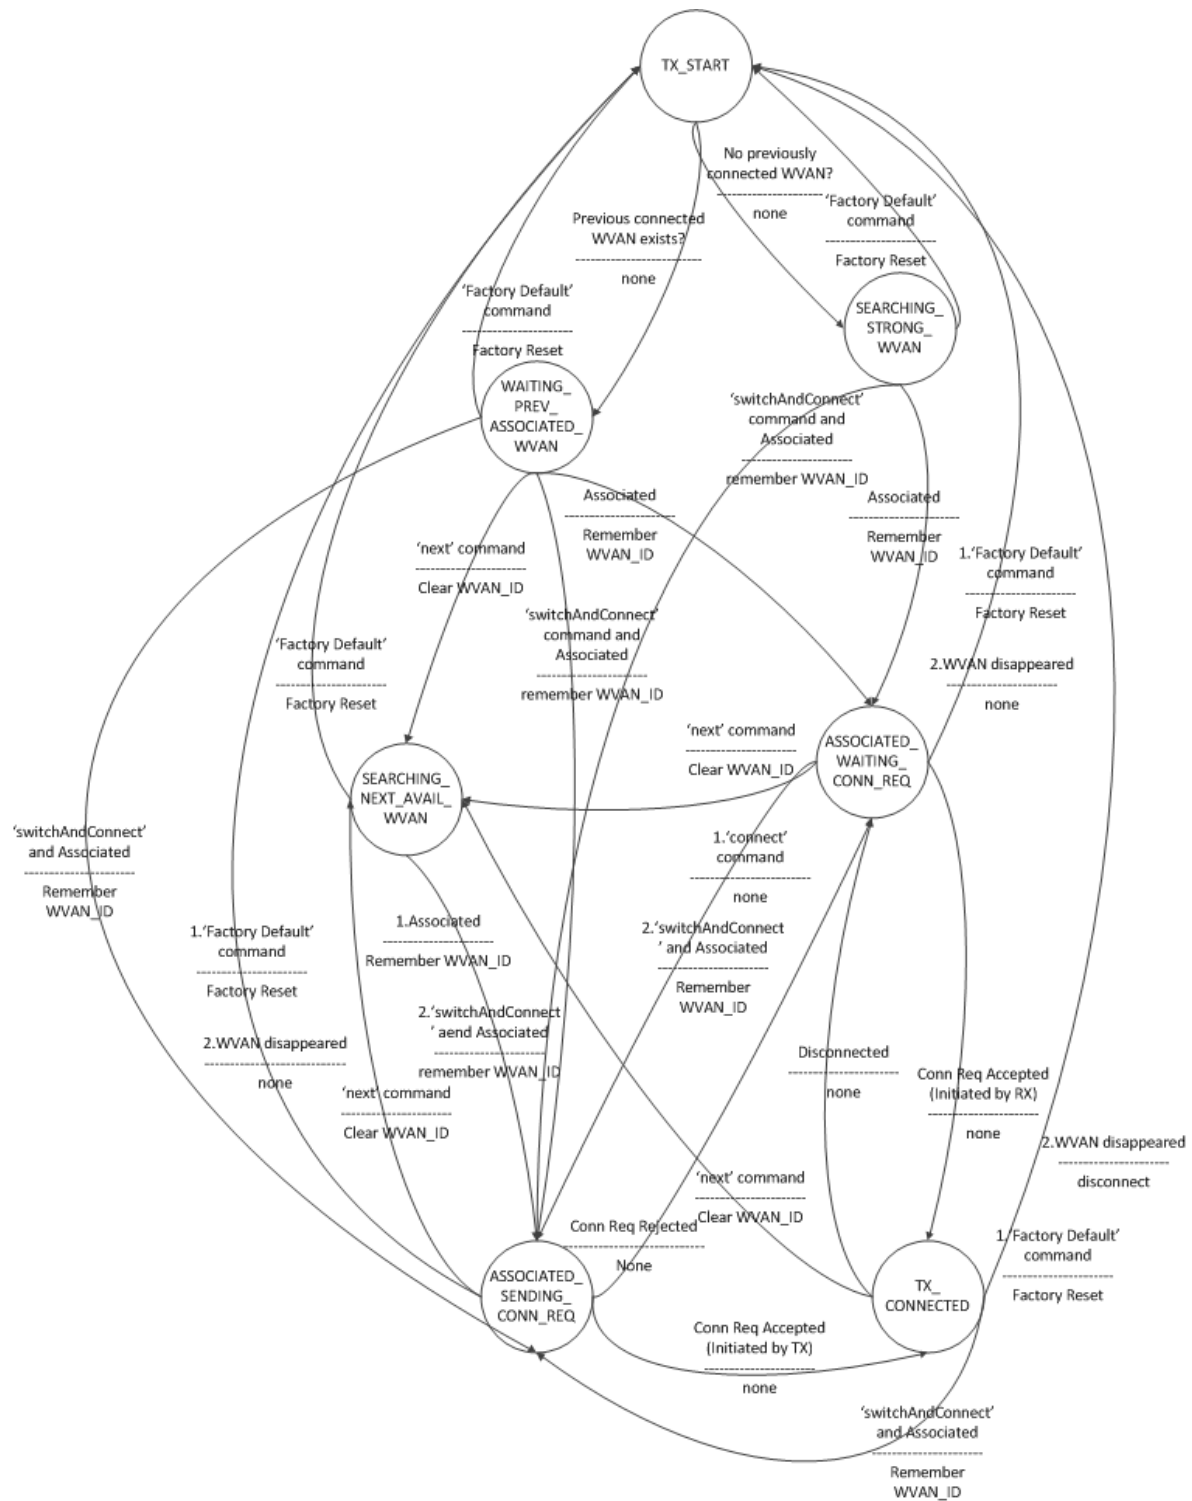 TX_START
No previously
connected WVAN?
-----------------------
none
'Factory Default'
command
-----------------------
Factory Reset
Previous connected
WVAN exists?
-----------------------
none
'Factory Default'
command
-----------------------
Factory Reset
SEARCHING_
STRONG_
WVAN
WAITING_
PREV_
ASSOCIATED_
WVAN
'switchAndConnect'
command and
Associated
-----------------------
remember WVAN_ID
Associated
-----------------------
Remember
WVAN_ID
Associated
-----------------------
Remember
WVAN_ID
'next' command
-----------------------
Clear WVAN_ID
1.'Factory Default'
command
-----------------------
Factory Reset
2.WVAN disappeared
-----------------------
none
'switchAndConnect'
command and
Associated
-----------------------
remember WVAN_ID
'Factory Default'
command
-----------------------
Factory Reset
'next' command
-----------------------
Clear WVAN_ID
ASSOCIATED_
WAITING_
CONN_REQ
SEARCHING_
NEXT_AVAIL_
WVAN
'switchAndConnect'
and Associated
-----------------------
Remember
WVAN_ID
1.'connect'
command
-----------------------
none
2.'switchAndConnect
' and Associated
-----------------------
Remember
WVAN_ID
1.Associated
-----------------------
Remember WVAN_ID
2.'switchAndConnect
' aend Associated
-----------------------
remember WVAN_ID
1.'Factory Default'
command
-----------------------
Factory Reset
2.WVAN disappeared
-----------------------
none
'next' command
-----------------------
Clear WVAN_ID
Disconnected
-----------------------
none
Conn Req Accepted
(Initiated by RX)
-----------------------
none
2.WVAN disappeared
-----------------------
disconnect
1.'Factory Default'
command
-----------------------
Factory Reset
'next' command
-----------------------
Clear WVAN_ID
Conn Req Rejected
-----------------------
None
ASSOCIATED_
SENDING_
CONN_REQ
TX_
CONNECTED
Conn Req Accepted
(Initiated by TX)
-----------------------
none
'switchAndConnect'
and Associated
-----------------------
Remember
WVAN_ID